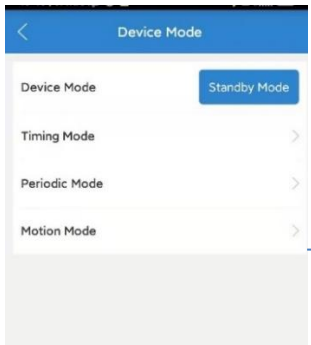 Device Mode
Device Mode Standby Mode
Timing Mode
Periodic Mode
Motion Mode